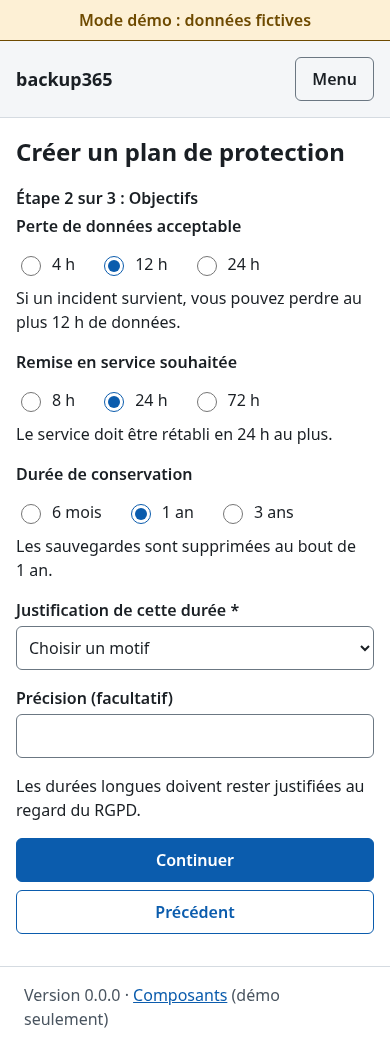 Mode démo : données fictives
backup365
Menu
Créer un plan de protection
Étape 2 sur 3 : Objectifs
Perte de données acceptable
4 h
12 h
24 h
Si un incident survient, vous pouvez perdre au
plus 12 h de données.
Remise en service souhaitée
8 h
24 h
72 h
Le service doit être rétabli en 24 h au plus.
Durée de conservation
6 mois
1 an
3 ans
Les sauvegardes sont supprimées au bout de
1 an.
Justification de cette durée *
Choisir un motif
Précision (facultatif)
Les durées longues doivent rester justifiées au
regard du RGPD.
Continuer
Précédent
Version 0.0.0 · Composants (démo
seulement)